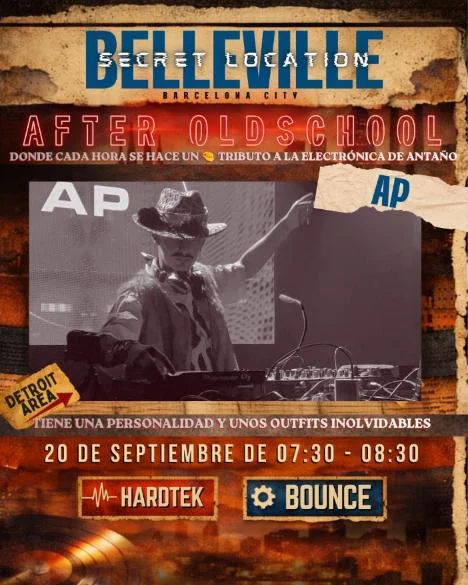 BELLEVILLE
SECRET LOCATION
BARCELONA CITY
AFTER OLDSCHOOL
DONDE CADA HORA SE HACE UN 🤏 TRIBUTO A LA ELECTRÓNICA DE ANTAÑO
AP
AP
DETROIT
AREA
TIENE UNA PERSONALIDAD Y UNOS OUTFITS INOLVIDABLES
20 DE SEPTIEMBRE DE 07:30 - 08:30
HARDTEK
BOUNCE